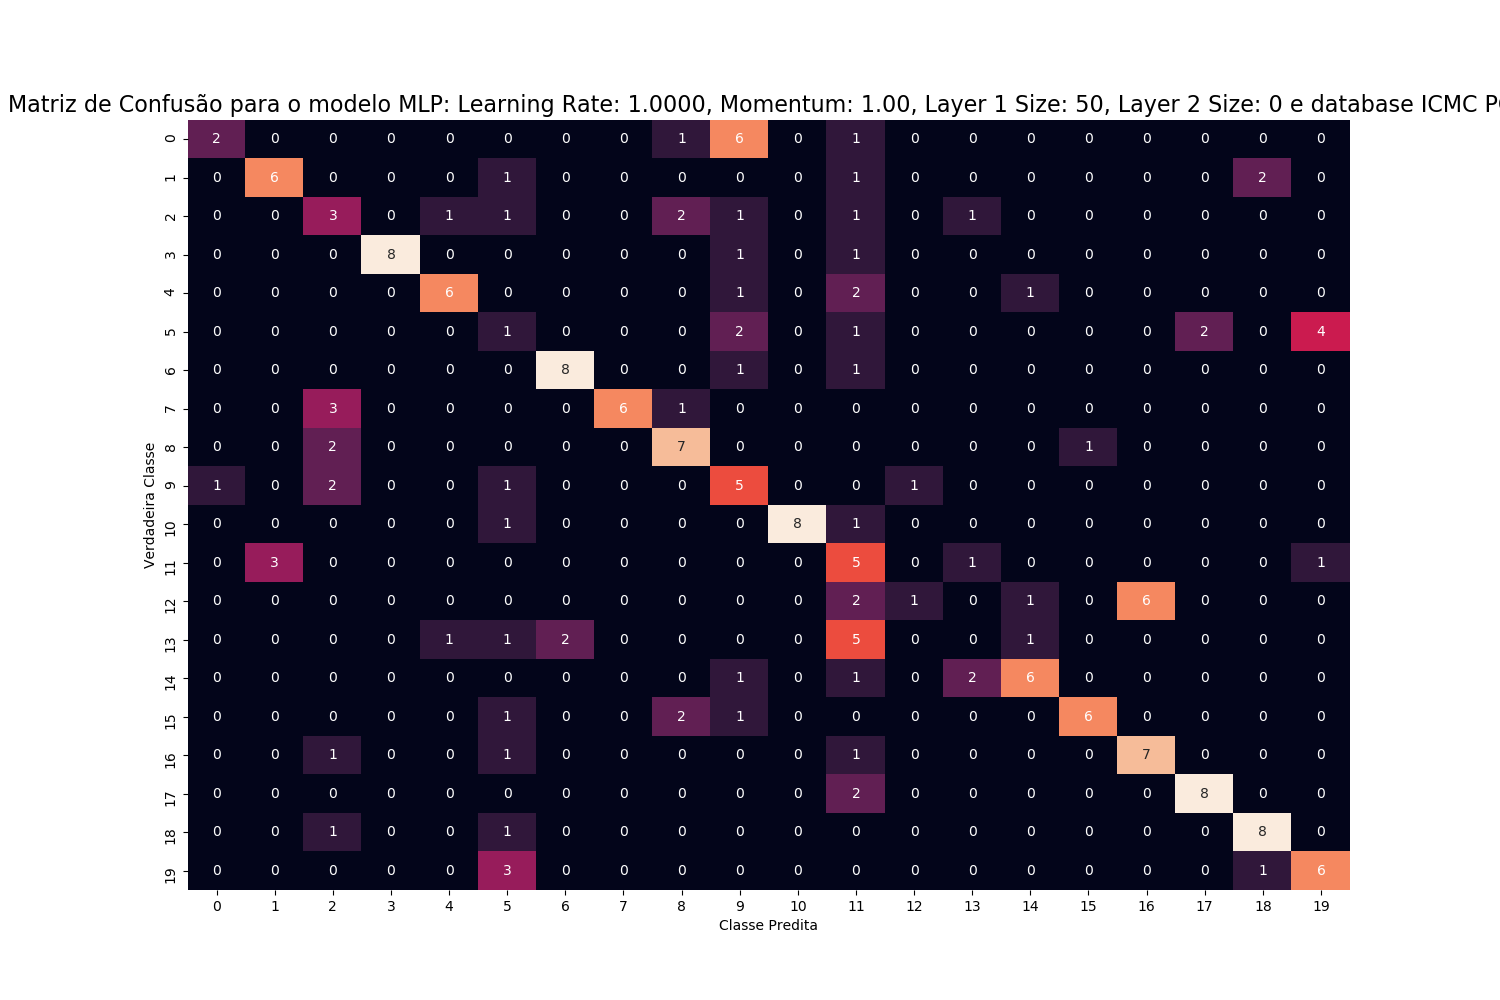 Matriz de Confusão para o modelo MLP: Learning Rate: 1.0000, Momentum: 1.00, Layer 1 Size: 50, Layer 2 Size: 0 e database ICMC
0 2 0 0 0 0 0 0 0 1 6 0 1 0 0 0 0 0 0 0 0
1 0 6 0 0 0 1 0 0 0 0 0 1 0 0 0 0 0 0 2 0
2 0 0 3 0 1 1 0 0 2 1 0 1 0 1 0 0 0 0 0 0
3 0 0 0 8 0 0 0 0 0 1 0 1 0 0 0 0 0 0 0 0
4 0 0 0 0 6 0 0 0 0 1 0 2 0 0 1 0 0 0 0 0
5 0 0 0 0 0 1 0 0 0 2 0 1 0 0 0 0 0 2 0 4
6 0 0 0 0 0 0 8 0 0 1 0 1 0 0 0 0 0 0 0 0
7 0 0 3 0 0 0 0 6 1 0 0 0 0 0 0 0 0 0 0 0
8 0 0 2 0 0 0 0 0 7 0 0 0 0 0 0 1 0 0 0 0
9 1 0 2 0 0 1 0 0 0 5 0 0 1 0 0 0 0 0 0 0
10 0 0 0 0 0 1 0 0 0 0 8 1 0 0 0 0 0 0 0 0
11 0 3 0 0 0 0 0 0 0 0 0 5 0 1 0 0 0 0 0 1
12 0 0 0 0 0 0 0 0 0 0 0 2 1 0 1 0 6 0 0 0
13 0 0 0 0 1 1 2 0 0 0 0 5 0 0 1 0 0 0 0 0
14 0 0 0 0 0 0 0 0 0 1 0 1 0 2 6 0 0 0 0 0
15 0 0 0 0 0 1 0 0 2 1 0 0 0 0 0 6 0 0 0 0
16 0 0 1 0 0 1 0 0 0 0 0 1 0 0 0 0 7 0 0 0
17 0 0 0 0 0 0 0 0 0 0 0 2 0 0 0 0 0 8 0 0
18 0 0 1 0 0 1 0 0 0 0 0 0 0 0 0 0 0 0 8 0
19 0 0 0 0 0 3 0 0 0 0 0 0 0 0 0 0 0 0 1 6
Verdadeira Classe
0 1 2 3 4 5 6 7 8 9 10 11 12 13 14 15 16 17 18 19
Classe Predita